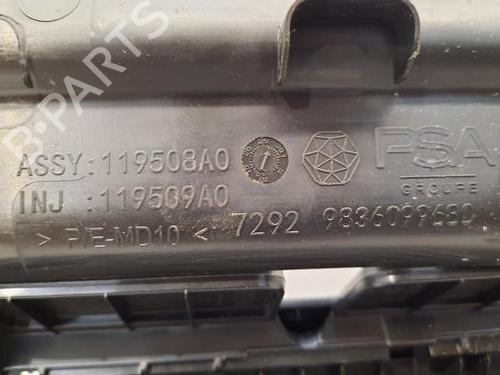 B-PARTS
ASSY:119508A0
INJ :119509A0
PSA
GROUPE
> P/E-MD10 < 7292 9836099680